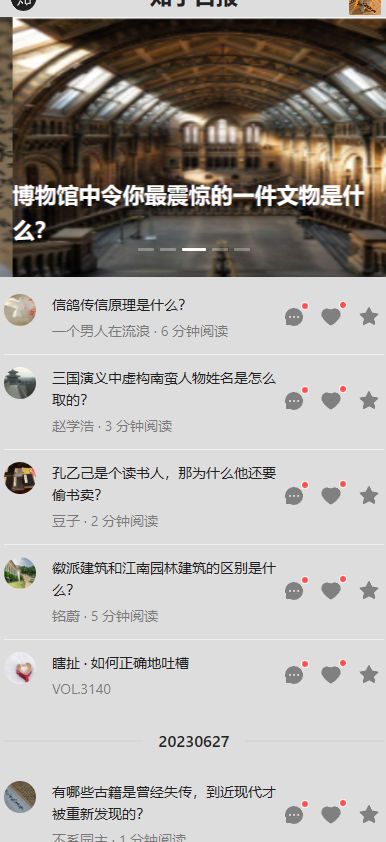 知乎日报
博物馆中令你最震惊的一件文物是什
么?
信鸽传信原理是什么?
一个男人在流浪 · 6 分钟阅读
三国演义中虚构南蛮人物姓名是怎么
取的?
赵学浩 · 3 分钟阅读
孔乙己是个读书人，那为什么他还要
偷书卖?
豆子 · 2 分钟阅读
徽派建筑和江南园林建筑的区别是什
么?
铭蔚 · 5 分钟阅读
瞎扯 · 如何正确地吐槽
VOL.3140
20230627
有哪些古籍是曾经失传，到近现代才
被重新发现的?
不系园主 · 1 分钟阅读